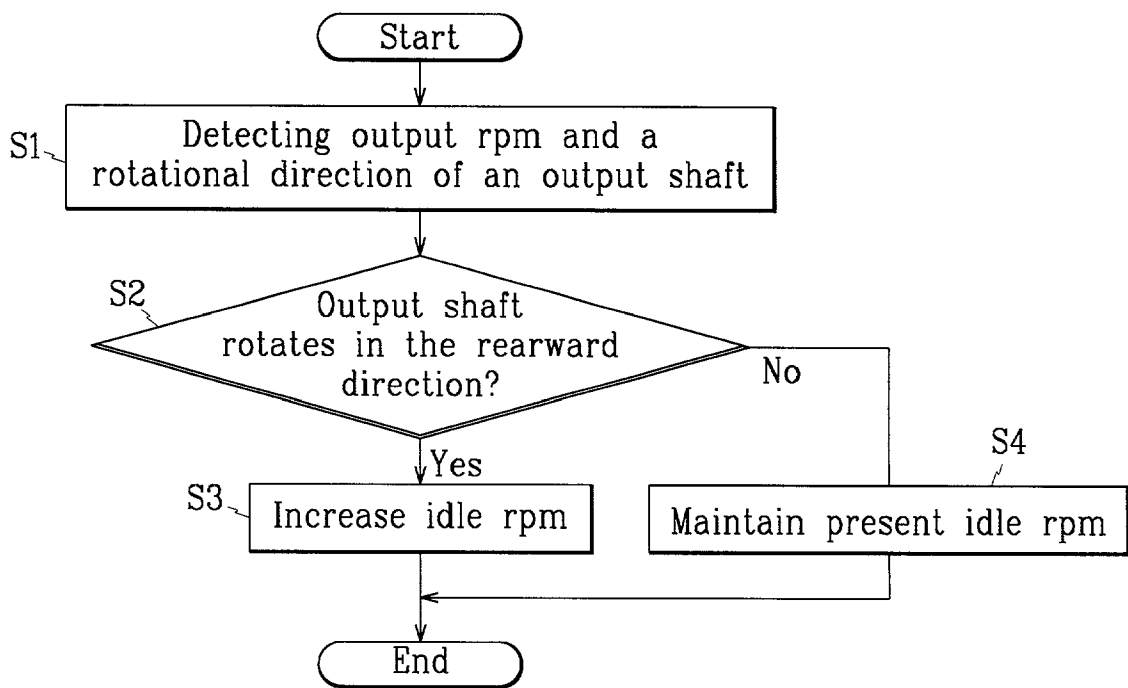 Start
S1
Detecting output rpm and a
rotational direction of an output shaft
S2
Output shaft
rotates in the rearward
direction?
No
Yes
S3
Increase idle rpm
S4
Maintain present idle rpm
End